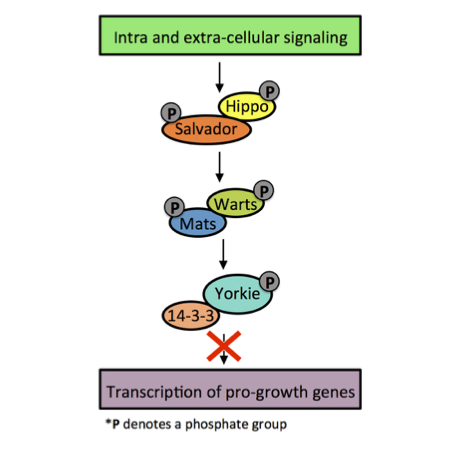 Intra and extra-cellular signaling
P
Hippo
P
Salvador
P
Warts
P
Mats
P
Yorkie
14-3-3
Transcription of pro-growth genes
*P denotes a phosphate group